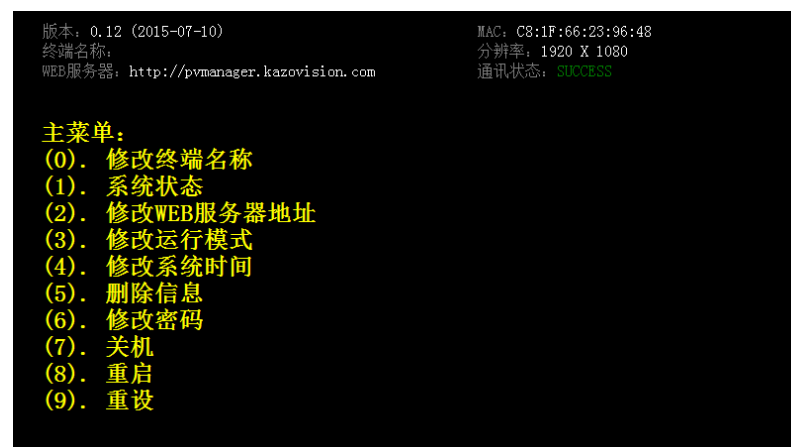 版本: 0.12 (2015-07-10)
MAC: C8:1F:66:23:96:48
终端名称:
分辨率: 1920 X 1080
WEB服务器: http://pvmanager.kazovision.com
通讯状态: SUCCESS
主菜单:
(0). 修改终端名称
(1). 系统状态
(2). 修改WEB服务器地址
(3). 修改运行模式
(4). 修改系统时间
(5). 删除信息
(6). 修改密码
(7). 关机
(8). 重启
(9). 重设